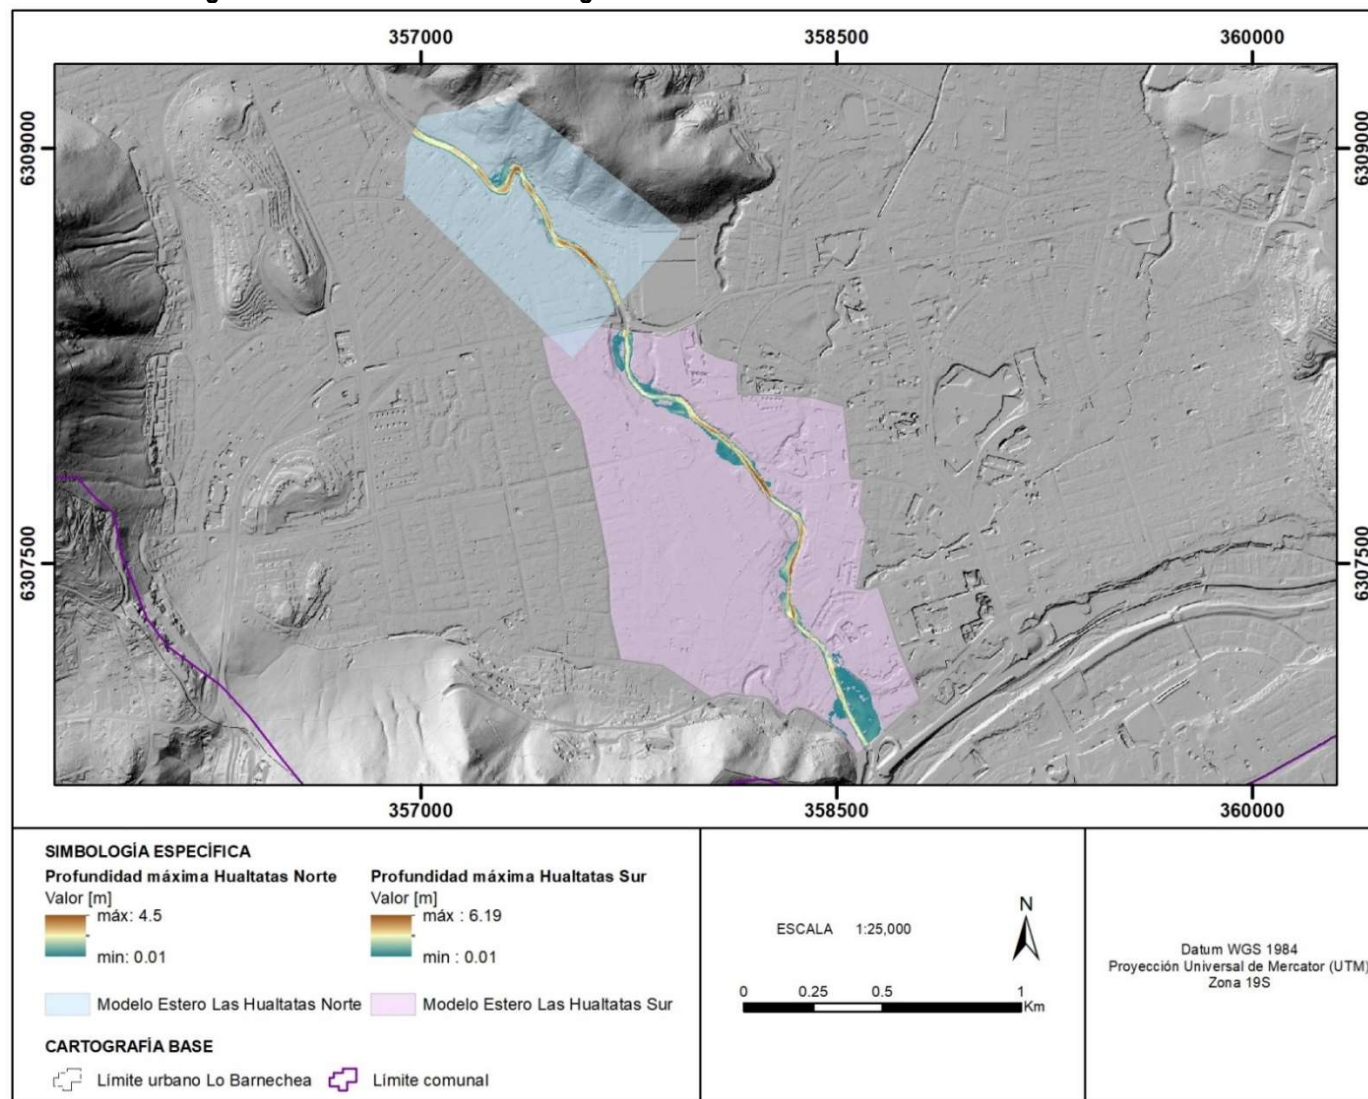 357000 358500 360000
6309000 6309000
6307500 6307500
357000 358500 360000
SIMBOLOGÍA ESPECÍFICA
Profundidad máxima Hualtatas Norte
Valor [m]
máx: 4.5
min: 0.01
Profundidad máxima Hualtatas Sur
Valor [m]
máx : 6.19
min : 0.01
Modelo Estero Las Hualtatas Norte
Modelo Estero Las Hualtatas Sur
CARTOGRAFÍA BASE
Límite urbano Lo Barnechea
Límite comunal
ESCALA 1:25,000
N
0 0.25 0.5 1
Km
Datum WGS 1984
Proyección Universal de Mercator (UTM)
Zona 19S